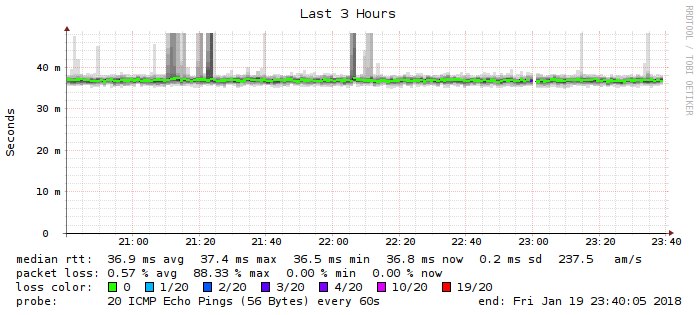 Last 3 Hours
RRDTOOL / TOBI OETIKER
Seconds
40 m
30 m
20 m
10 m
0
21:00 21:20 21:40 22:00 22:20 22:40 23:00 23:20 23:40
median rtt: 36.9 ms avg 37.4 ms max 36.5 ms min 36.8 ms now 0.2 ms sd 237.5 am/s
packet loss: 0.57 % avg 88.33 % max 0.00 % min 0.00 % now
loss color: 0 1/20 2/20 3/20 4/20 10/20 19/20
probe: 20 ICMP Echo Pings (56 Bytes) every 60s end: Fri Jan 19 23:40:05 2018